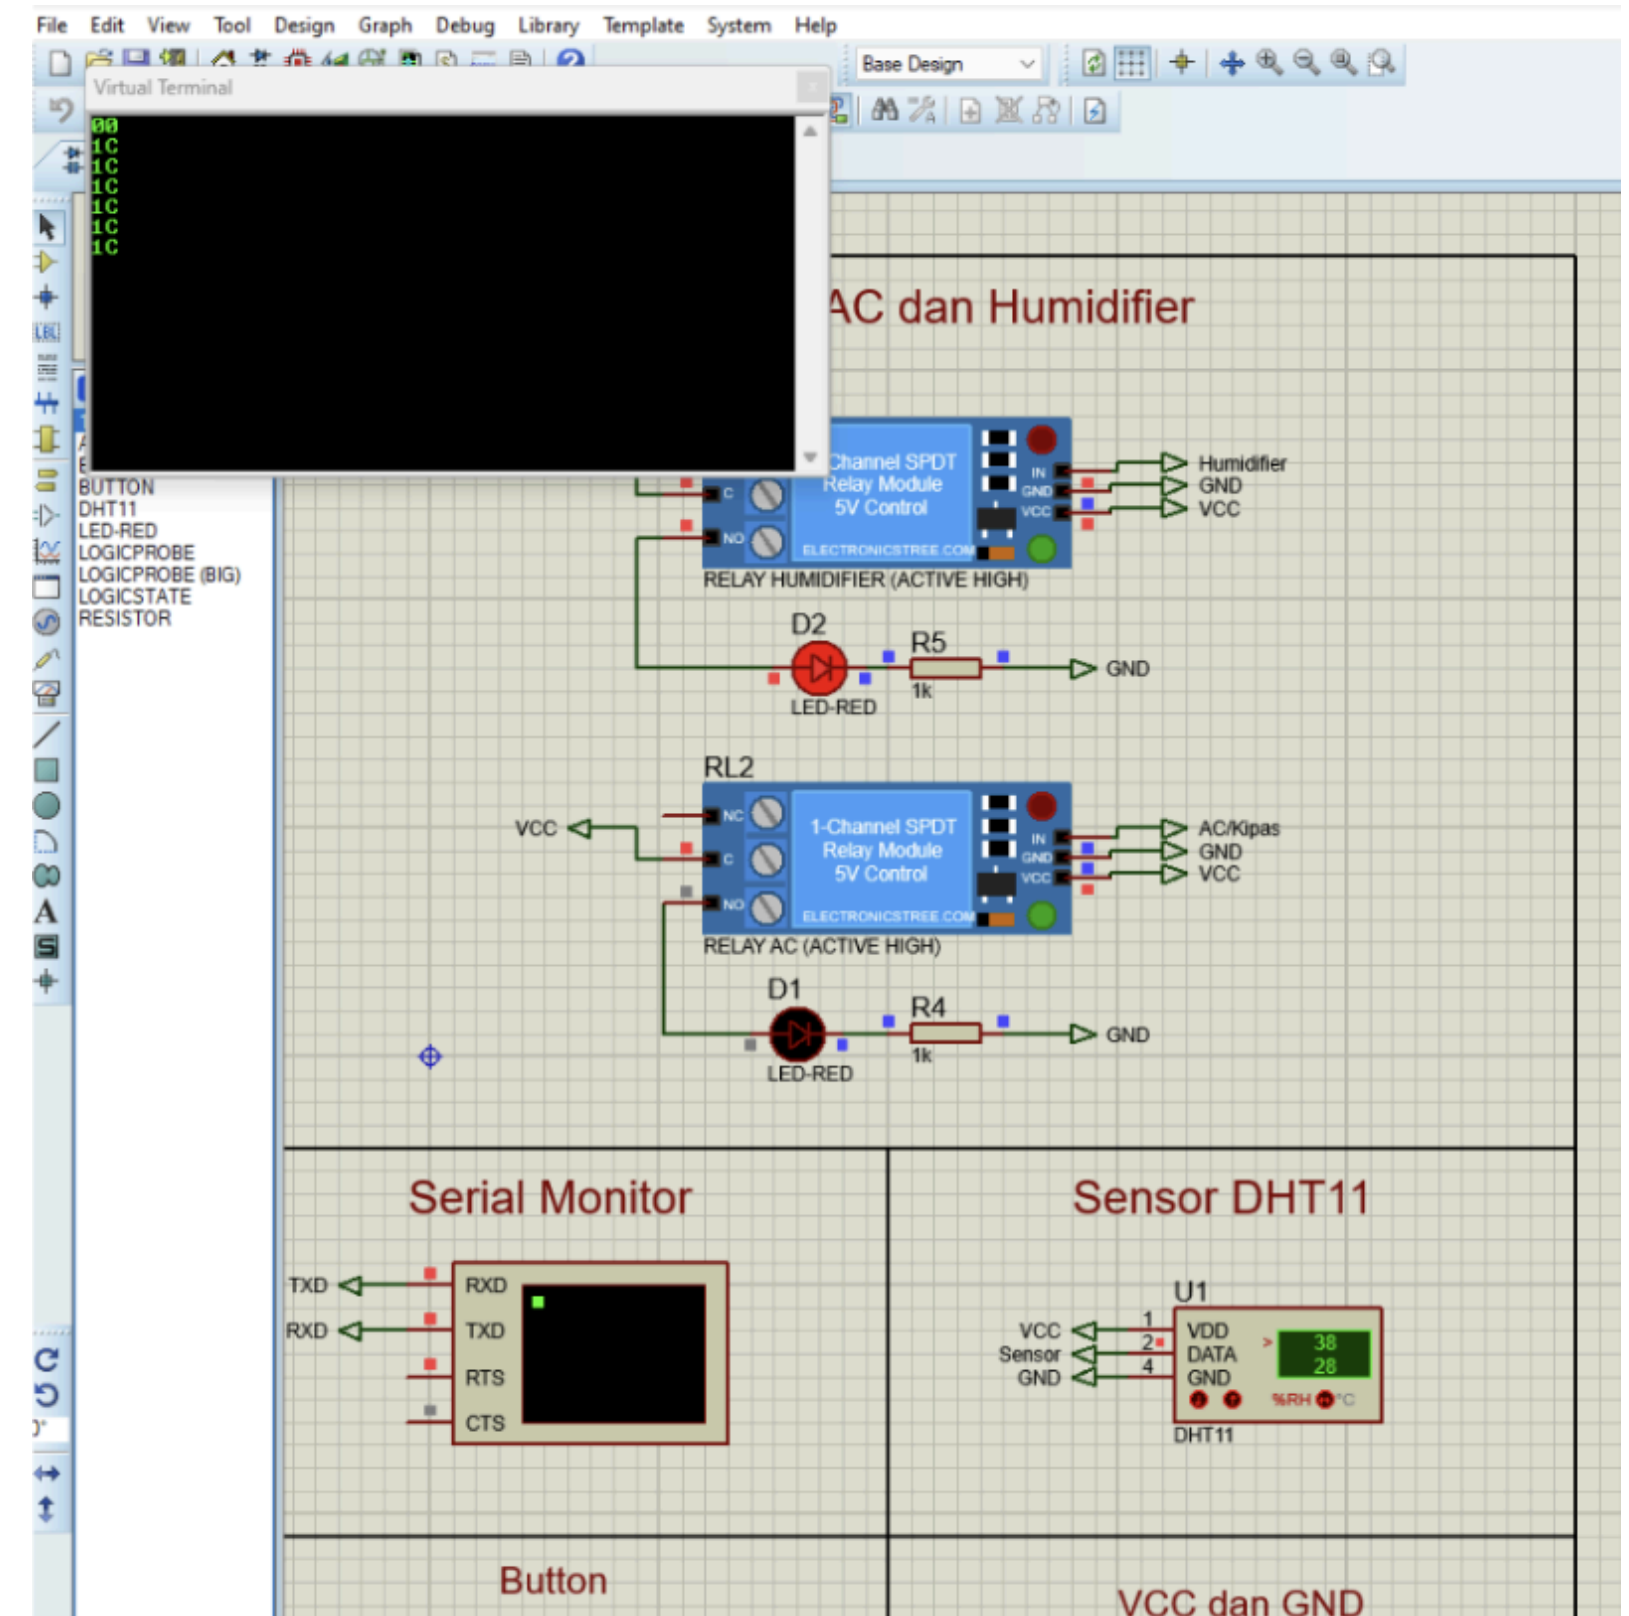 File Edit View Tool Design Graph Debug Library Template System Help
Base Design
Virtual Terminal
00
1C
1C
1C
1C
1C
1C
LBL
A
S
BUTTON
DHT11
LED-RED
LOGICPROBE
LOGICPROBE (BIG)
LOGICSTATE
RESISTOR
AC dan Humidifier
Channel SPDT
Relay Module
5V Control
ELECTRONICSTREE.COM
C
NO
IN
GND
VCC
Humidifier
GND
VCC
RELAY HUMIDIFIER (ACTIVE HIGH)
D2
LED-RED
R5
1k
GND
RL2
VCC
NC
C
NO
1-Channel SPDT
Relay Module
5V Control
ELECTRONICSTREE.COM
IN
GND
VCC
AC/Kipas
GND
VCC
RELAY AC (ACTIVE HIGH)
D1
LED-RED
R4
1k
GND
Serial Monitor
TXD RXD
RXD TXD
RTS
CTS
Sensor DHT11
U1
VCC 1 VDD
Sensor 2 DATA
GND 4 GND
> 38
28
%RH °C
DHT11
Button
VCC dan GND